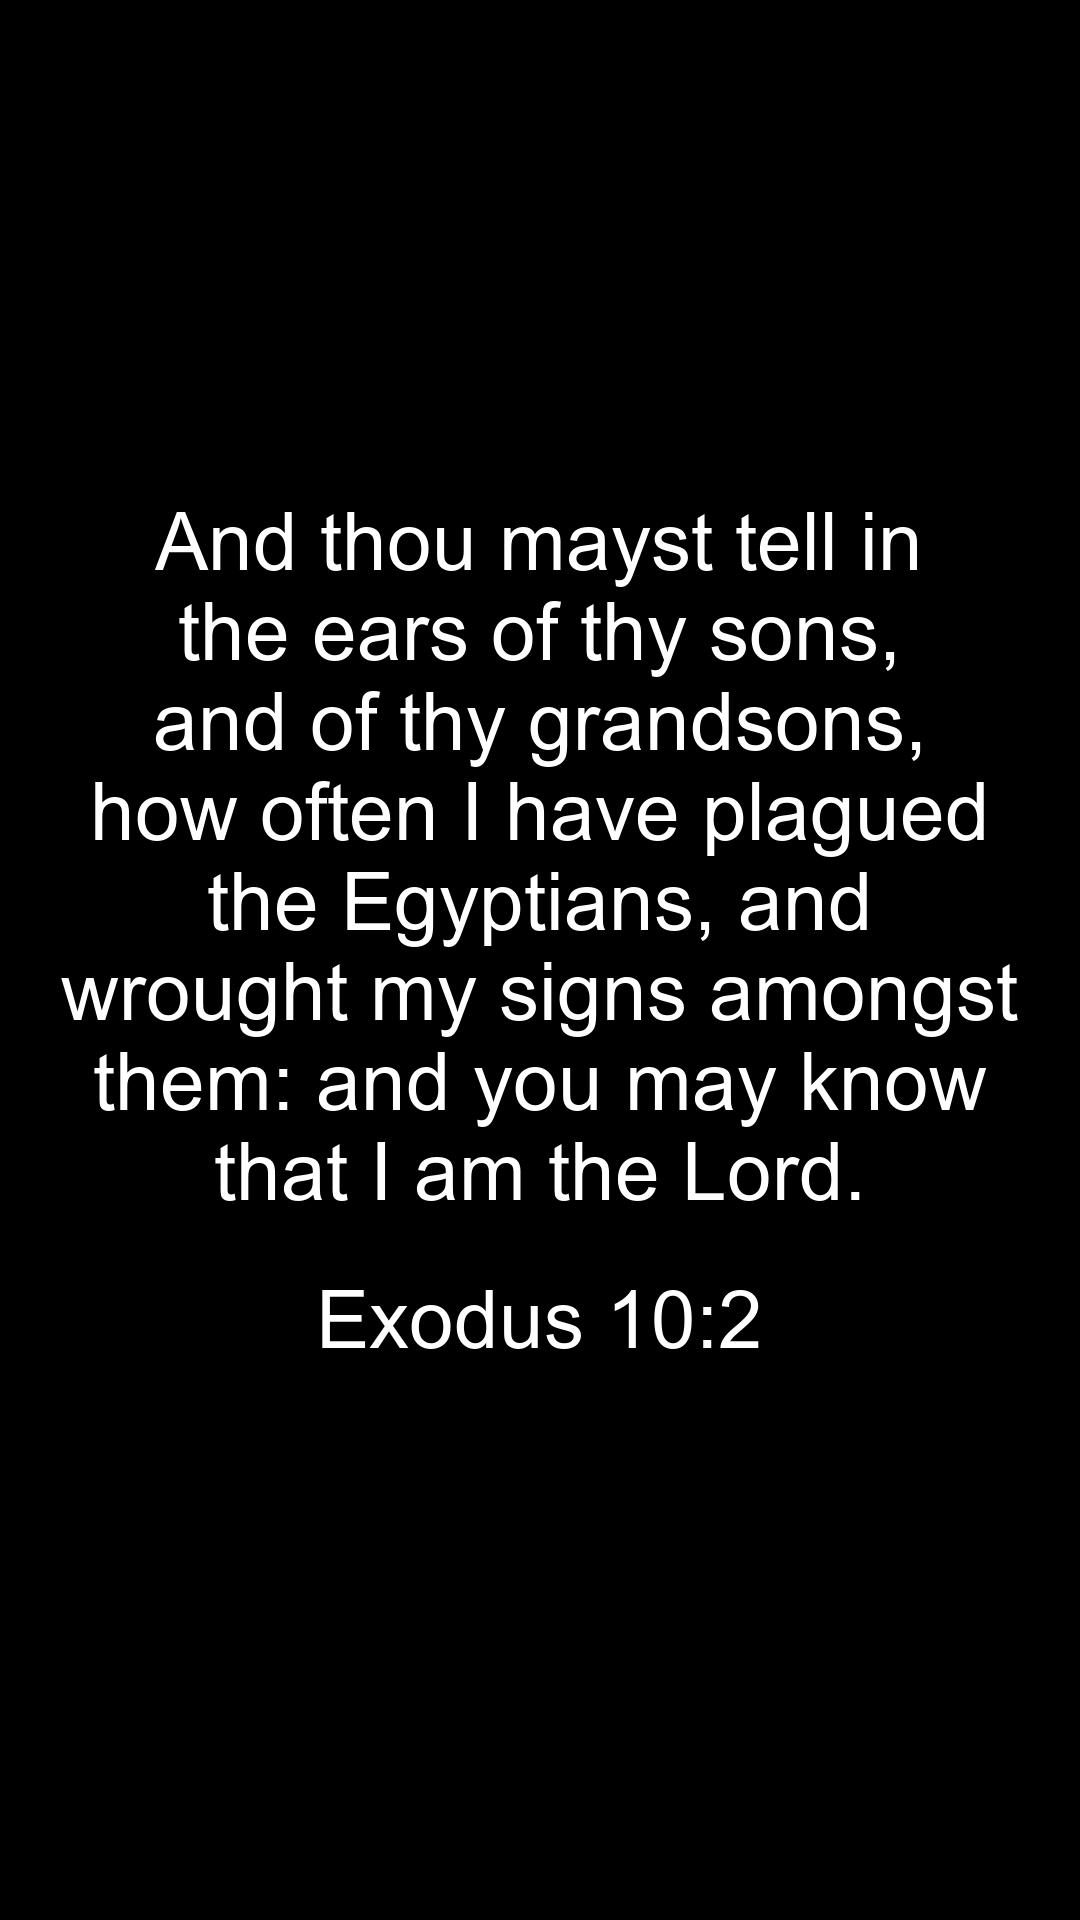 And thou mayst tell in
the ears of thy sons,
and of thy grandsons,
how often I have plagued
the Egyptians, and
wrought my signs amongst
them: and you may know
that I am the Lord.
Exodus 10:2